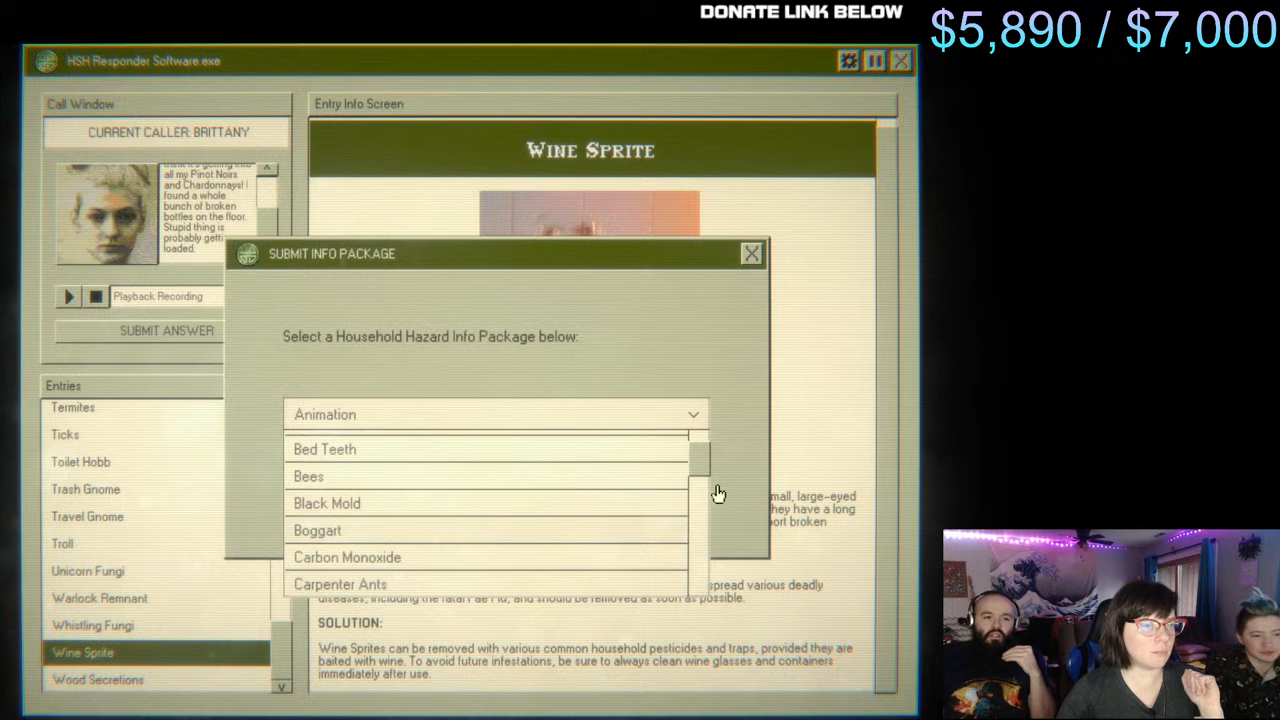 DONATE LINK BELOW
$5,890 / $7,000
HSH Responder Software.exe
Call Window
CURRENT CALLER: BRITTANY
all my Pinot Noirs
and Chardonnays! I
found a whole
bunch of broken
bottles on the floor.
Stupid thing is
probably getti
loaded.
Playback Recording
SUBMIT ANSWER
Entries
Termites
Ticks
Toilet Hobb
Trash Gnome
Travel Gnome
Troll
Unicorn Fungi
Warlock Remnant
Whistling Fungi
Wine Sprite
Wood Secretions
Entry Info Screen
WINE SPRITE
SUBMIT INFO PACKAGE
Select a Household Hazard Info Package below:
Animation
Bed Teeth
Bees
Black Mold
Boggart
Carbon Monoxide
Carpenter Ants
mall, large-eyed
hey have a long
ort broken
spread various deadly
diseases, including the fatal Fae Flu, and should be removed as soon as possible.
SOLUTION:
Wine Sprites can be removed with various common household pesticides and traps, provided they are
baited with wine. To avoid future infestations, be sure to always clean wine glasses and containers
immediately after use.